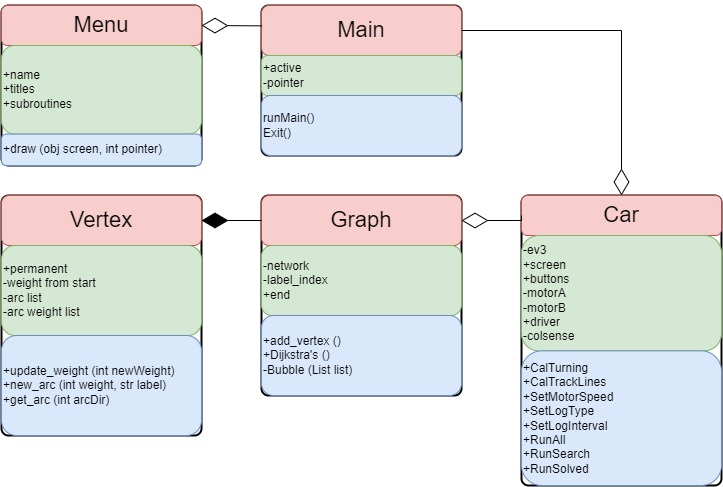 Menu
+name
+titles
+subroutines
+draw (obj screen, int pointer)
Main
+active
-pointer
runMain()
Exit()
Vertex
+permanent
-weight from start
-arc list
-arc weight list
+update_weight (int newWeight)
+new_arc (int weight, str label)
+get_arc (int arcDir)
Graph
-network
-label_index
+end
+add_vertex ()
+Dijkstra's ()
-Bubble (List list)
Car
-ev3
+screen
+buttons
-motorA
-motorB
+driver
-colsense
+CalTurning
+CalTrackLines
+SetMotorSpeed
+SetLogType
+SetLogInterval
+RunAll
+RunSearch
+RunSolved